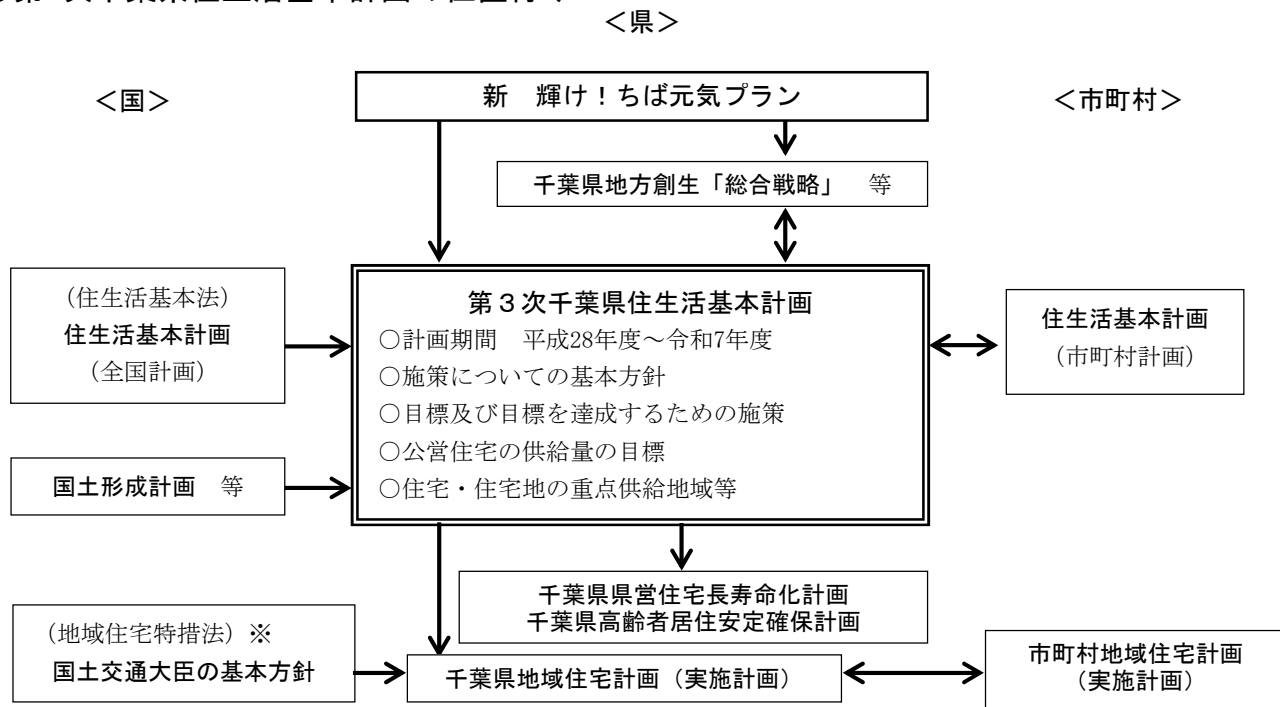 <県>
<国>
新　輝け！ちば元気プラン
<市町村>
千葉県地方創生「総合戦略」　等
(住生活基本法)
住生活基本計画
(全国計画)
国土形成計画　等
第３次千葉県住生活基本計画
○計画期間　平成28年度～令和7年度
○施策についての基本方針
○目標及び目標を達成するための施策
○公営住宅の供給量の目標
○住宅・住宅地の重点供給地域等
住生活基本計画
(市町村計画)
千葉県県営住宅長寿命化計画
千葉県高齢者居住安定確保計画
(地域住宅特措法)※
国土交通大臣の基本方針
千葉県地域住宅計画（実施計画）
市町村地域住宅計画
（実施計画）